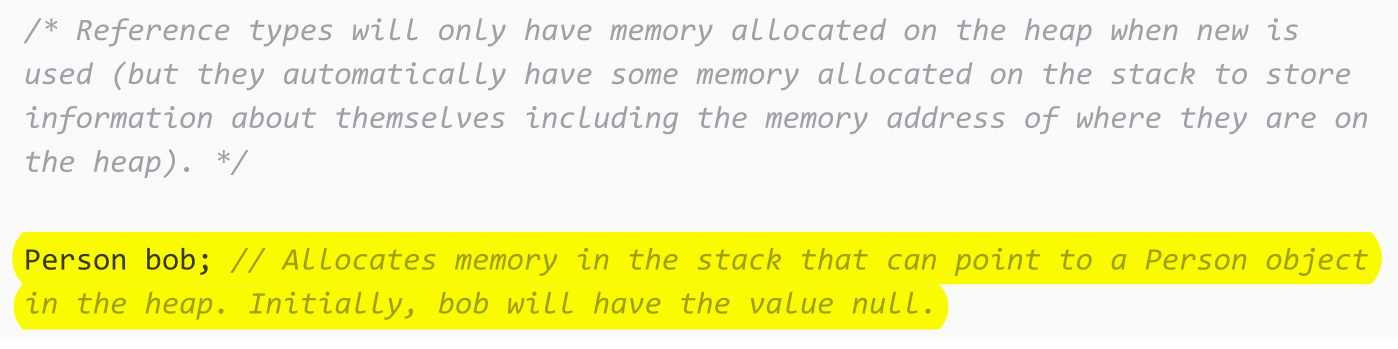 /* Reference types will only have memory allocated on the heap when new is
used (but they automatically have some memory allocated on the stack to store
information about themselves including the memory address of where they are on
the heap). */
Person bob; // Allocates memory in the stack that can point to a Person object
in the heap. Initially, bob will have the value null.